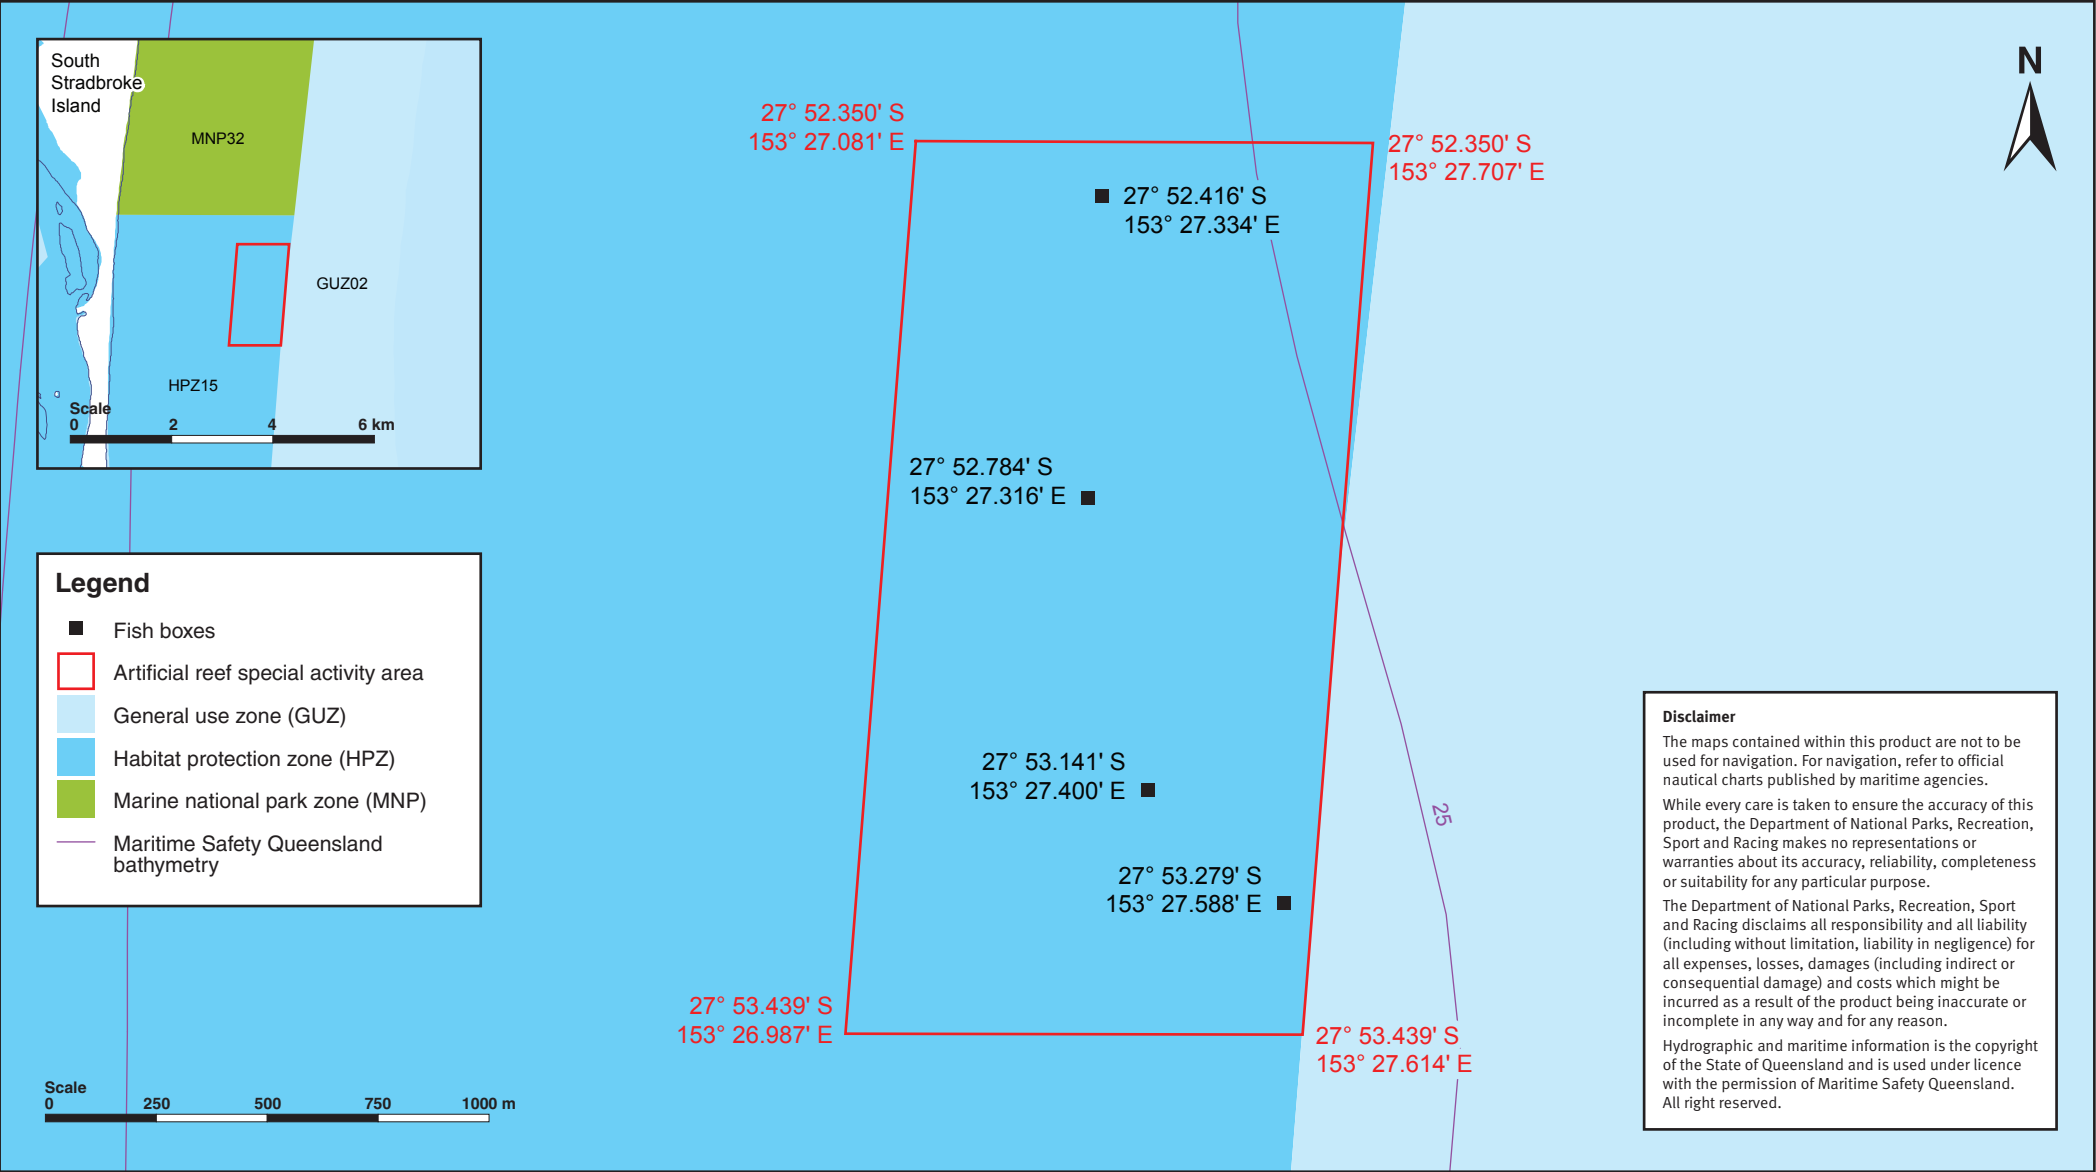 South
Stradbroke
Island
MNP32
GUZ02
HPZ15
Scale
0 2 4 6 km
N
27° 52.350' S
153° 27.081' E
27° 52.350' S
153° 27.707' E
27° 52.416' S
153° 27.334' E
27° 52.784' S
153° 27.316' E
27° 53.141' S
153° 27.400' E
27° 53.279' S
153° 27.588' E
27° 53.439' S
153° 26.987' E
27° 53.439' S
153° 27.614' E
25
Legend
Fish boxes
Artificial reef special activity area
General use zone (GUZ)
Habitat protection zone (HPZ)
Marine national park zone (MNP)
Maritime Safety Queensland
bathymetry
Scale
0 250 500 750 1000 m
Disclaimer
The maps contained within this product are not to be
used for navigation. For navigation, refer to official
nautical charts published by maritime agencies.
While every care is taken to ensure the accuracy of this
product, the Department of National Parks, Recreation,
Sport and Racing makes no representations or
warranties about its accuracy, reliability, completeness
or suitability for any particular purpose.
The Department of National Parks, Recreation, Sport
and Racing disclaims all responsibility and all liability
(including without limitation, liability in negligence) for
all expenses, losses, damages (including indirect or
consequential damage) and costs which might be
incurred as a result of the product being inaccurate or
incomplete in any way and for any reason.
Hydrographic and maritime information is the copyright
of the State of Queensland and is used under licence
with the permission of Maritime Safety Queensland.
All right reserved.